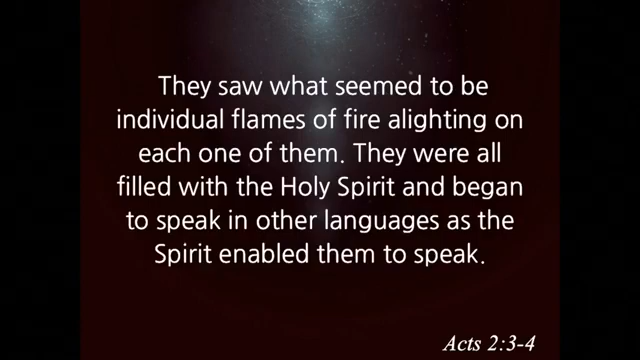 They saw what seemed to be
individual flames of fire alighting on
each one of them. They were all
filled with the Holy Spirit and began
to speak in other languages as the
Spirit enabled them to speak.
Acts 2:3-4